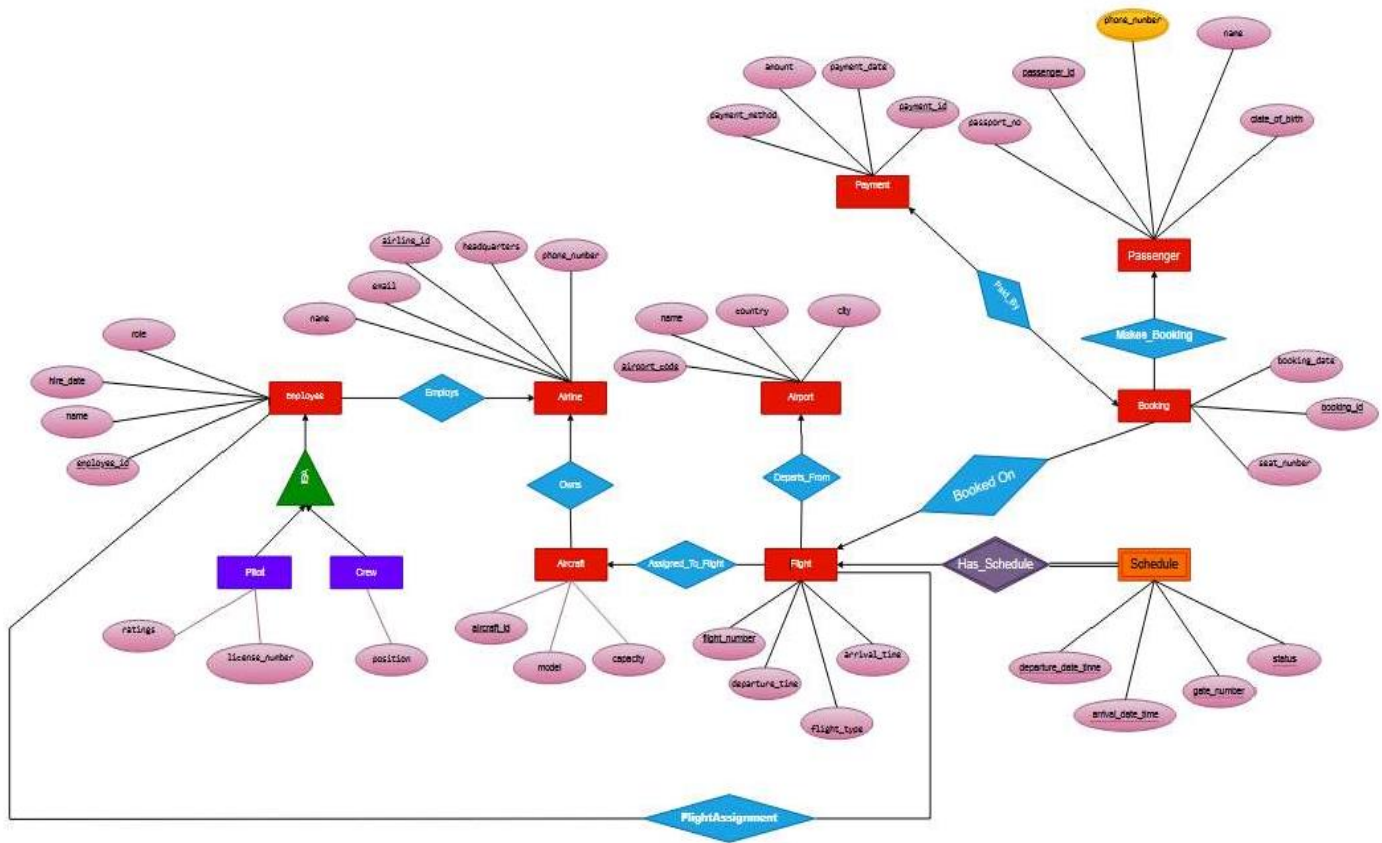 phone_number
name
amount
payment_date
passenger_id
payment_method
payment_id
passport_no
date_of_birth
Payment
airline_id
headquarters
phone_number
Passenger
email
Paid_By
name
name
country
city
role
Makes_Booking
airport_code
booking_date
hire_date
Employee
Employs
Airline
Airport
Booking
booking_id
name
employee_id
ISA
Owns
Departs_From
Booked On
seat_number
Pilot
Crew
Aircraft
Assigned_To_Flight
Flight
Has_Schedule
Schedule
ratings
license_number
position
aircraft_id
model
capacity
flight_number
departure_time
arrival_time
flight_type
departure_date_time
arrival_date_time
gate_number
status
FlightAssignment